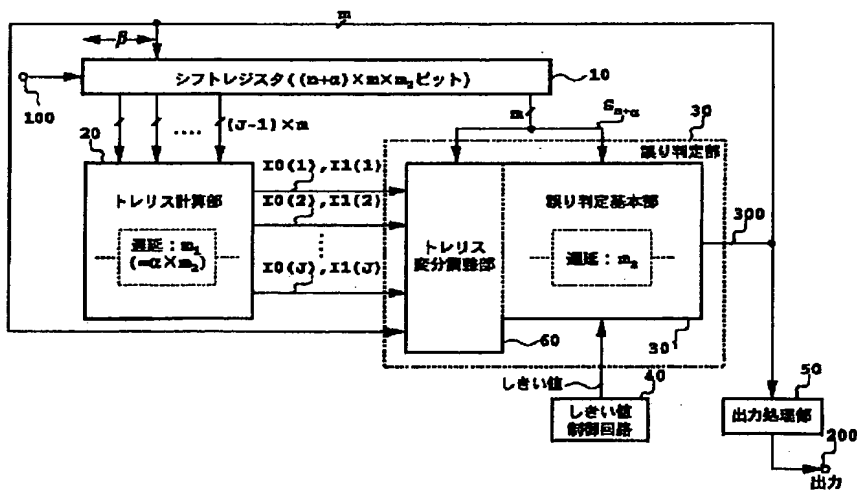 m
β
シフトレジスタ((n+α)×m×m₂ビット)
10
100
m
S n+α
30
(J-1)×m
20
誤り判定部
I0(1),I1(1)
トレリス計算部
I0(2),I1(2)
誤り判定基本部
300
遅延：m₁
(=α×m₂)
トレリス
変分調整部
遅延：m₂
I0(J),I1(J)
60
30
しきい値
40
50
しきい値
制御回路
出力処理部
200
出力